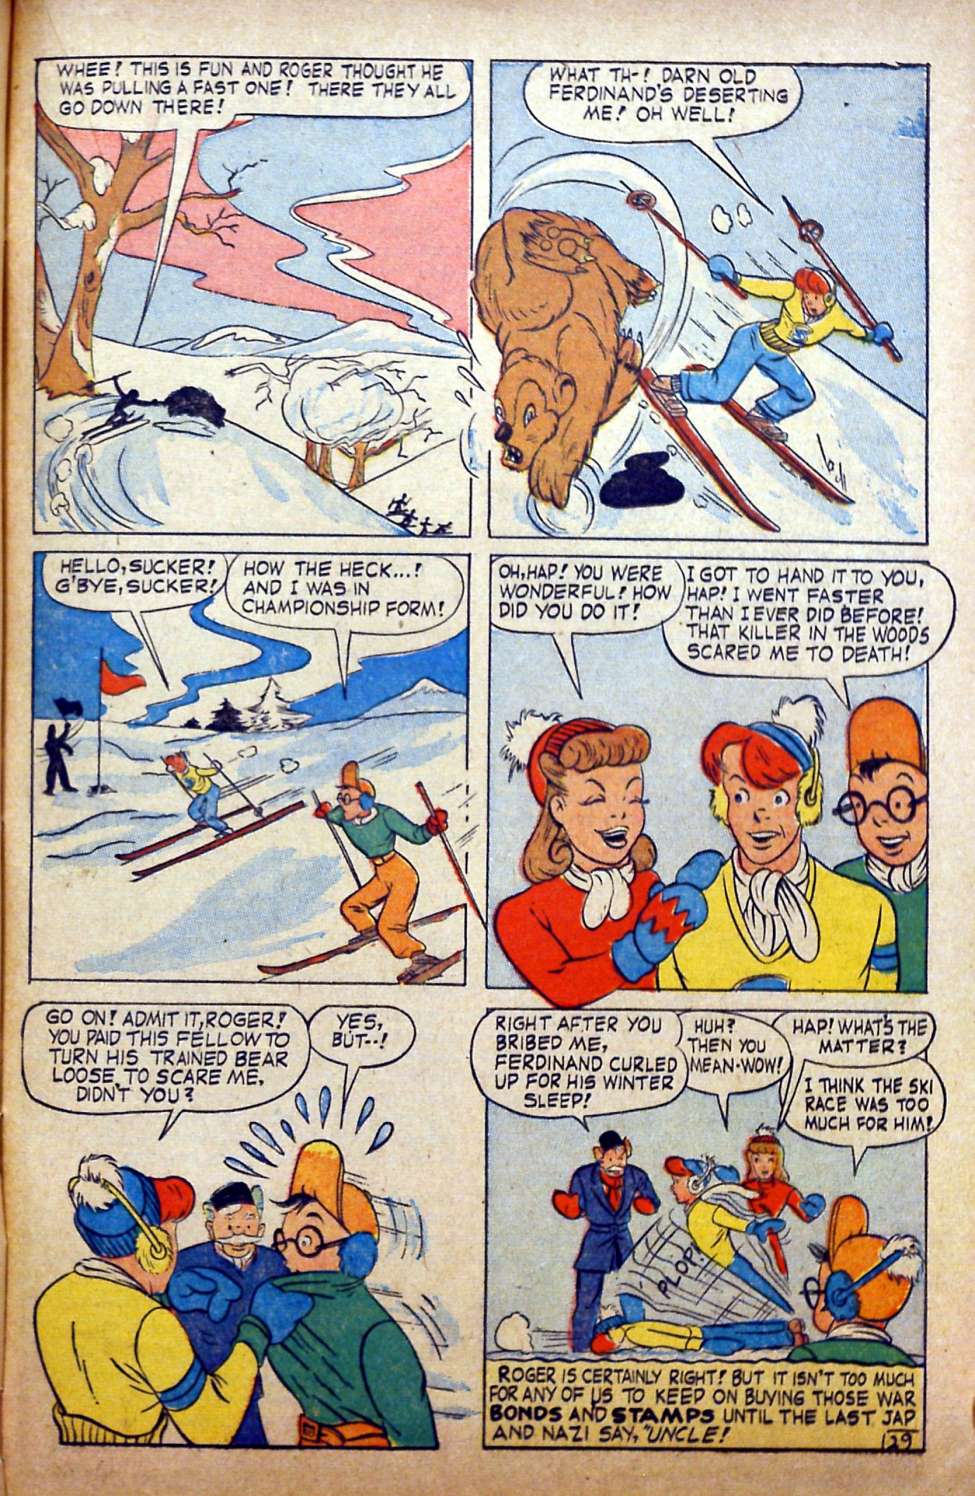 WHEE! THIS IS FUN AND ROGER THOUGHT HE
WAS PULLING A FAST ONE! THERE THEY ALL
GO DOWN THERE!
WHAT TH-! DARN OLD
FERDINAND'S DESERTING
ME! OH WELL!
HELLO, SUCKER!
G'BYE, SUCKER!
HOW THE HECK...!
AND I WAS IN
CHAMPIONSHIP FORM!
OH, HAP! YOU WERE
WONDERFUL! HOW
DID YOU DO IT!
I GOT TO HAND IT TO YOU,
HAP! I WENT FASTER
THAN I EVER DID BEFORE!
THAT KILLER IN THE WOODS
SCARED ME TO DEATH!
GO ON! ADMIT IT, ROGER!
YOU PAID THIS FELLOW TO
TURN HIS TRAINED BEAR
LOOSE TO SCARE ME,
DIDN'T YOU?
YES,
BUT--!
RIGHT AFTER YOU
BRIBED ME,
FERDINAND CURLED
UP FOR HIS WINTER
SLEEP!
HUH?
THEN YOU
MEAN-WOW!
HAP! WHAT'S THE
MATTER?
I THINK THE SKI
RACE WAS TOO
MUCH FOR HIM!
PLOP!
ROGER IS CERTAINLY RIGHT! BUT IT ISN'T TOO MUCH
FOR ANY OF US TO KEEP ON BUYING THOSE WAR
BONDS AND STAMPS UNTIL THE LAST JAP
AND NAZI SAY, "UNCLE!
29